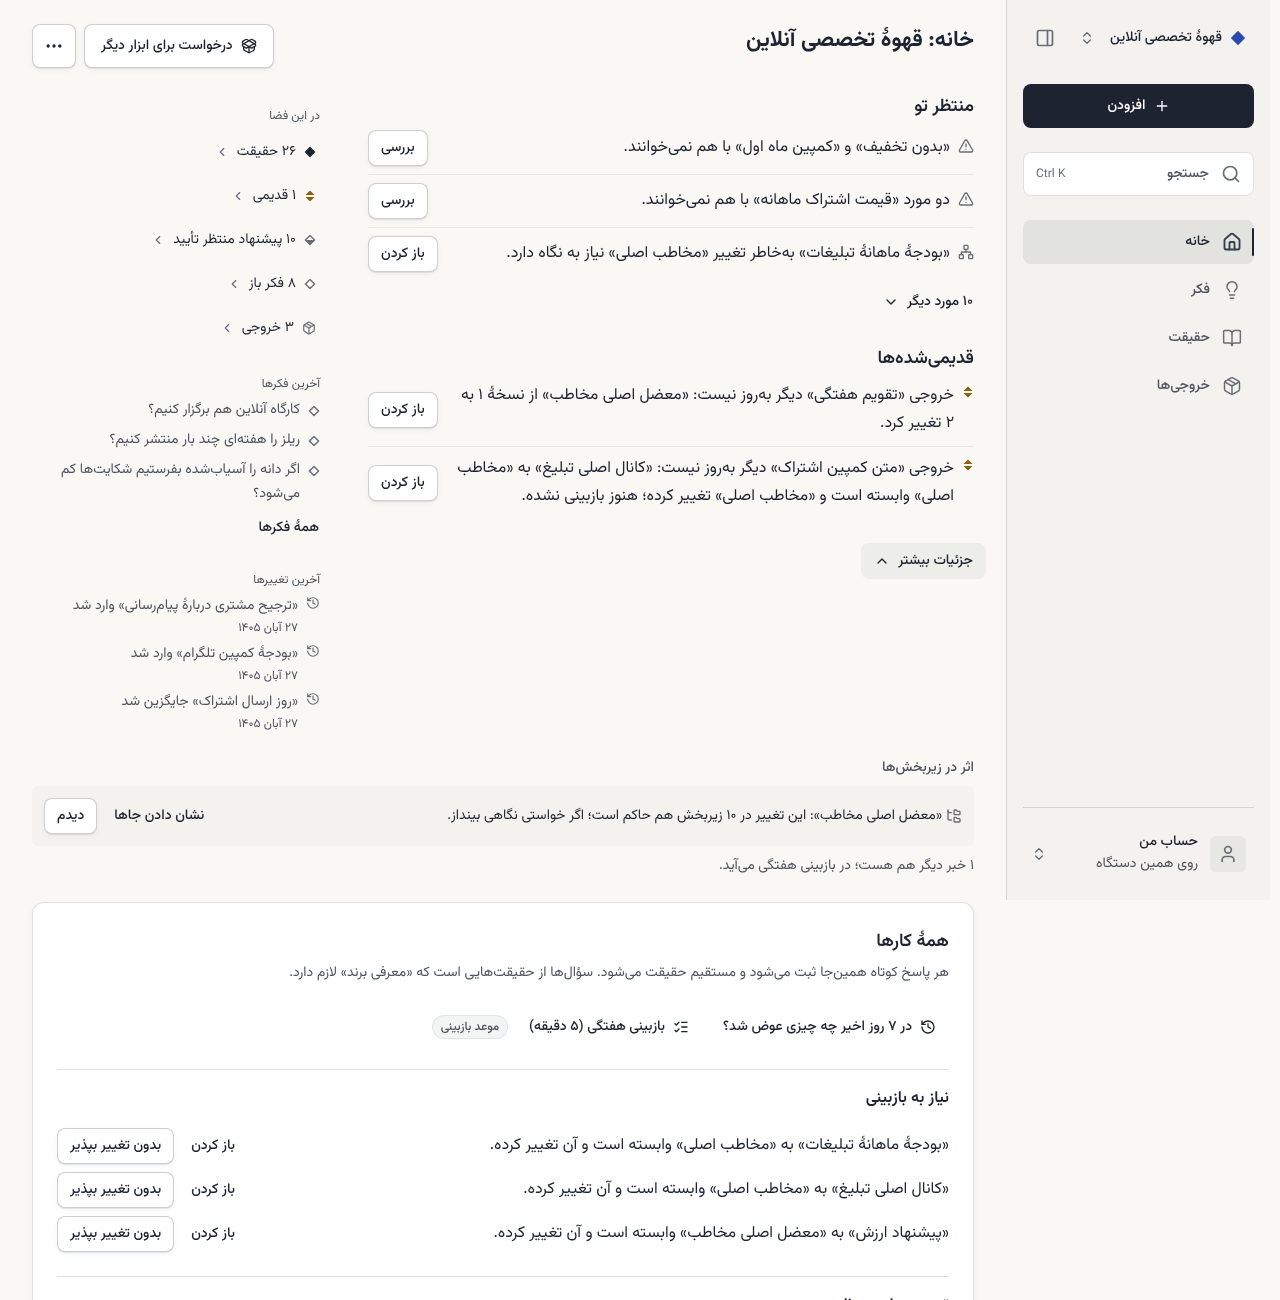 قهوهٔ تخصصی آنلاین
افزودن
جستجو
Ctrl K
خانه
فکر
حقیقت
خروجی‌ها
حساب من
روی همین دستگاه
خانه: قهوهٔ تخصصی آنلاین
درخواست برای ابزار دیگر
منتظر تو
«بدون تخفیف» و «کمپین ماه اول» با هم نمی‌خوانند.
بررسی
دو مورد «قیمت اشتراک ماهانه» با هم نمی‌خوانند.
بررسی
«بودجهٔ ماهانهٔ تبلیغات» به‌خاطر تغییر «مخاطب اصلی» نیاز به نگاه دارد.
باز کردن
۱۰ مورد دیگر
قدیمی‌شده‌ها
خروجی «تقویم هفتگی» دیگر به‌روز نیست: «معضل اصلی مخاطب» از نسخهٔ ۱ به
۲ تغییر کرد.
باز کردن
خروجی «متن کمپین اشتراک» دیگر به‌روز نیست: «کانال اصلی تبلیغ» به «مخاطب
اصلی» وابسته است و «مخاطب اصلی» تغییر کرده؛ هنوز بازبینی نشده.
باز کردن
جزئیات بیشتر
در این فضا
۲۶ حقیقت
۱ قدیمی
۱۰ پیشنهاد منتظر تأیید
۸ فکر باز
۳ خروجی
آخرین فکرها
کارگاه آنلاین هم برگزار کنیم؟
ریلز را هفته‌ای چند بار منتشر کنیم؟
اگر دانه را آسیاب‌شده بفرستیم شکایت‌ها کم
می‌شود؟
همهٔ فکرها
آخرین تغییرها
«ترجیح مشتری دربارهٔ پیام‌رسانی» وارد شد
۲۷ آبان ۱۴۰۵
«بودجهٔ کمپین تلگرام» وارد شد
۲۷ آبان ۱۴۰۵
«روز ارسال اشتراک» جایگزین شد
۲۷ آبان ۱۴۰۵
اثر در زیربخش‌ها
«معضل اصلی مخاطب»: این تغییر در ۱۰ زیربخش هم حاکم است؛ اگر خواستی نگاهی بینداز.
نشان دادن جاها
دیدم
۱ خبر دیگر هم هست؛ در بازبینی هفتگی می‌آید.
همهٔ کارها
هر پاسخ کوتاه همین‌جا ثبت می‌شود و مستقیم حقیقت می‌شود. سؤال‌ها از حقیقت‌هایی است که «معرفی برند» لازم دارد.
در ۷ روز اخیر چه چیزی عوض شد؟
بازبینی هفتگی (۵ دقیقه)
موعد بازبینی
نیاز به بازبینی
«بودجهٔ ماهانهٔ تبلیغات» به «مخاطب اصلی» وابسته است و آن تغییر کرده.
باز کردن
بدون تغییر بپذیر
«کانال اصلی تبلیغ» به «مخاطب اصلی» وابسته است و آن تغییر کرده.
باز کردن
بدون تغییر بپذیر
«پیشنهاد ارزش» به «معضل اصلی مخاطب» وابسته است و آن تغییر کرده.
باز کردن
بدون تغییر بپذیر